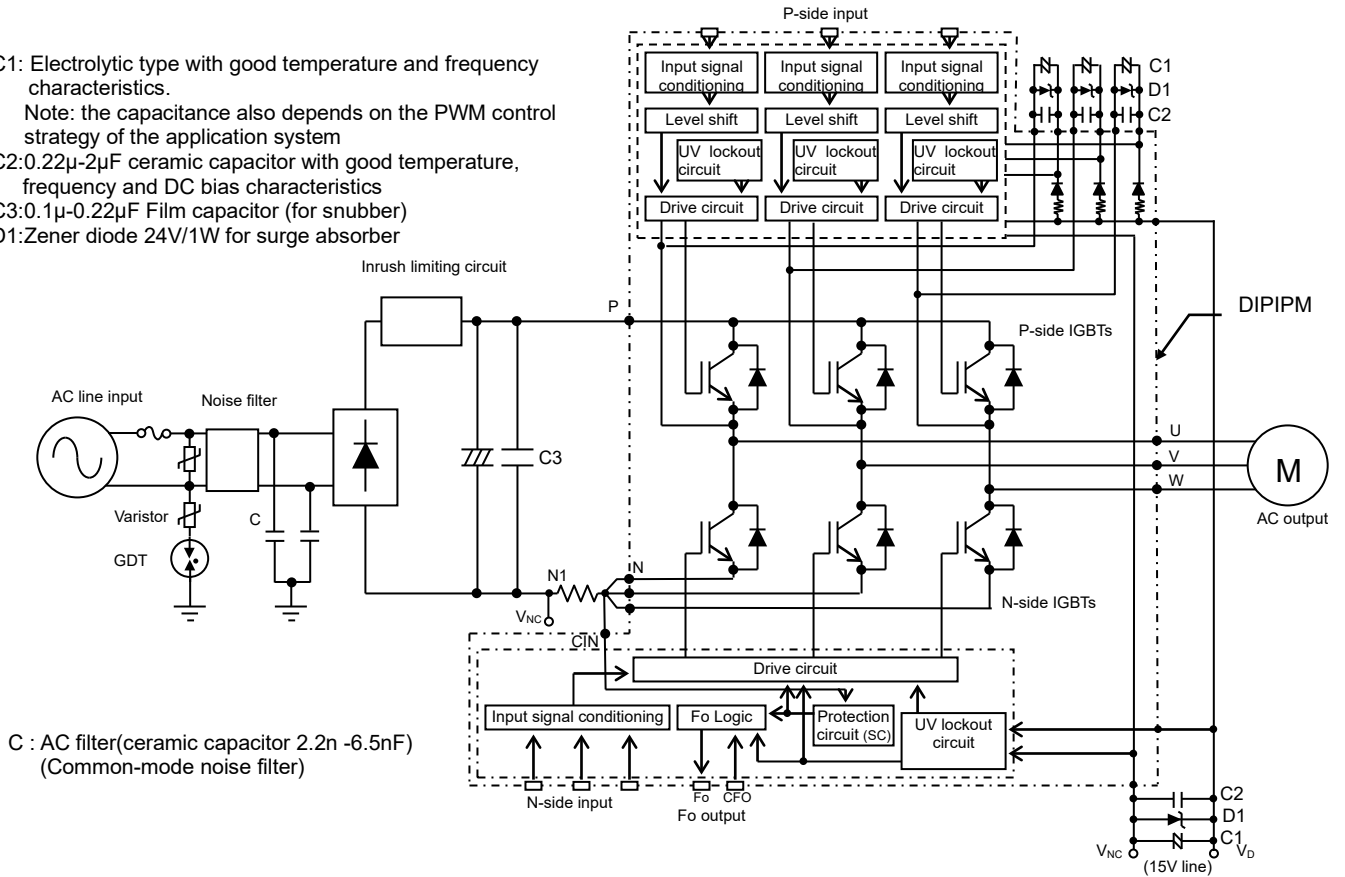 P-side input
C1: Electrolytic type with good temperature and frequency
characteristics.
Note: the capacitance also depends on the PWM control
strategy of the application system
C2:0.22μ-2μF ceramic capacitor with good temperature,
frequency and DC bias characteristics
C3:0.1μ-0.22μF Film capacitor (for snubber)
D1:Zener diode 24V/1W for surge absorber
Input signal
conditioning
Input signal
conditioning
Input signal
conditioning
Level shift
Level shift
Level shift
UV lockout
circuit
UV lockout
circuit
UV lockout
circuit
Drive circuit
Drive circuit
Drive circuit
C1
D1
C2
Inrush limiting circuit
P
P-side IGBTs
DIPIPM
AC line input
Noise filter
C3
U
V
W
M
AC output
Varistor
C
GDT
N1
N
VNC
N-side IGBTs
CIN
Drive circuit
Input signal conditioning
Fo Logic
Protection
circuit (SC)
UV lockout
circuit
C : AC filter(ceramic capacitor 2.2n -6.5nF)
(Common-mode noise filter)
N-side input
Fo
CFO
Fo output
C2
D1
C1
VNC
VD
(15V line)